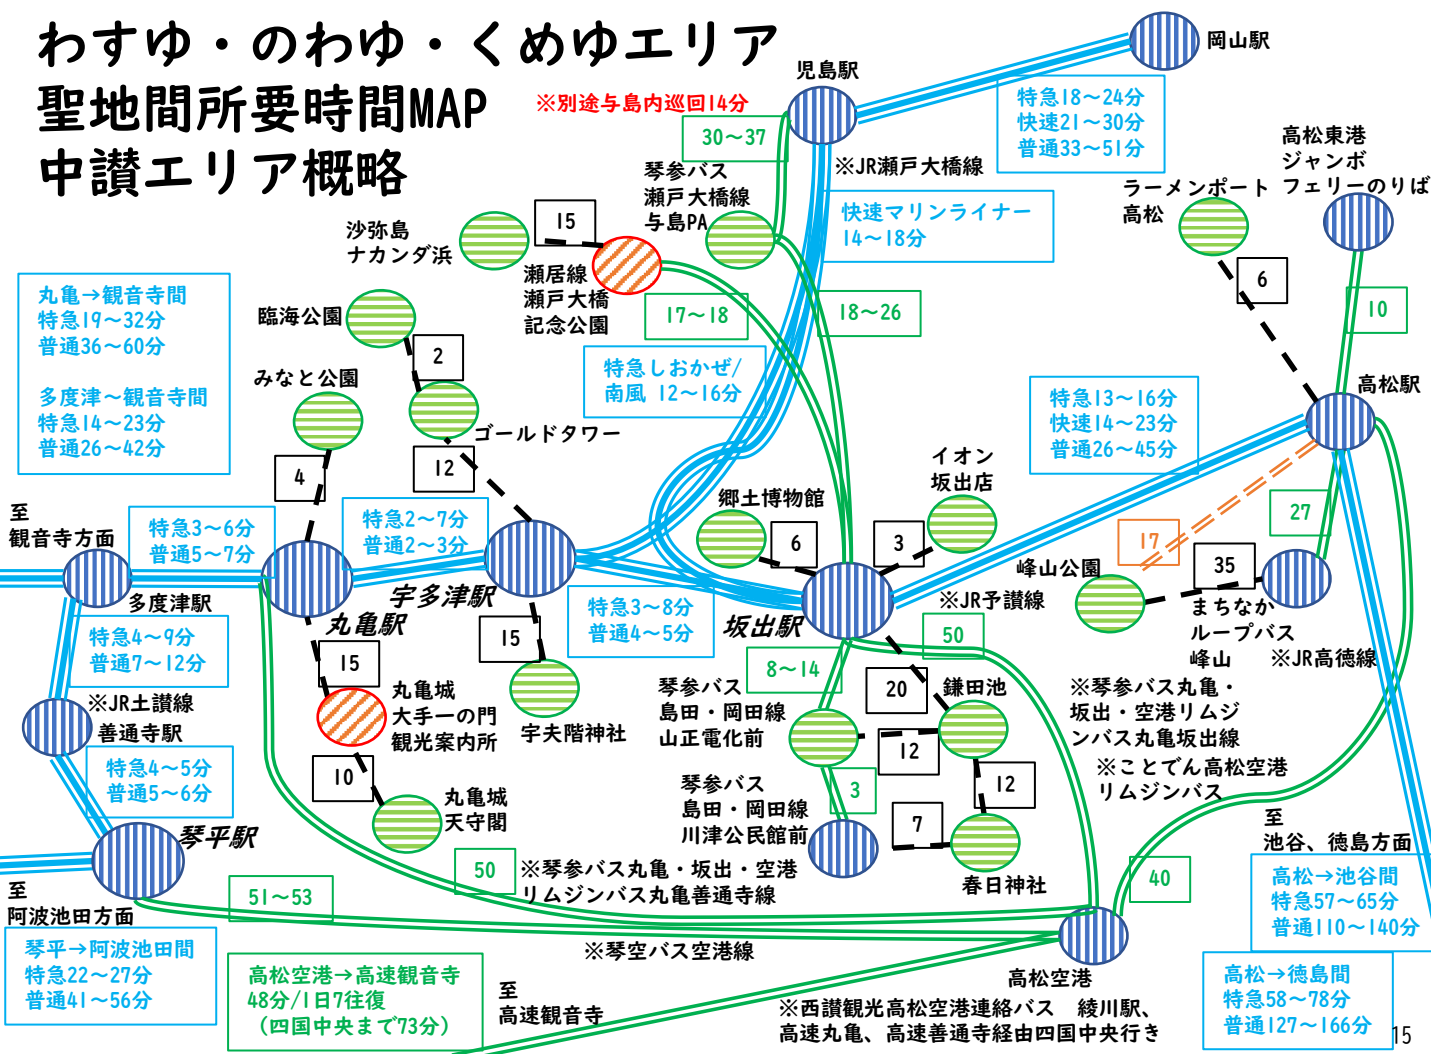 わすゆ・のわゆ・くめゆエリア
聖地間所要時間MAP
中讃エリア概略
※別途与島内巡回14分
児島駅
岡山駅
特急18～24分
快速21～30分
普通33～51分
30～37
※JR瀬戸大橋線
琴参バス
瀬戸大橋線
与島PA
快速マリンライナー
14～18分
高松東港
ジャンボ
フェリーのりば
ラーメンポート
高松
沙弥島
ナカンダ浜
15
瀬居線
瀬戸大橋
記念公園
17～18
18～26
6
10
丸亀→観音寺間
特急19～32分
普通36～60分
多度津～観音寺間
特急14～23分
普通26～42分
臨海公園
2
みなと公園
ゴールドタワー
特急しおかぜ/
南風 12～16分
特急13～16分
快速14～23分
普通26～45分
高松駅
4
12
イオン
坂出店
郷土博物館
至
観音寺方面
特急3～6分
普通5～7分
特急2～7分
普通2～3分
6
3
17
27
35
峰山公園
多度津駅
丸亀駅
宇多津駅
特急3～8分
普通4～5分
坂出駅
※JR予讃線
まちなか
ループバス
峰山
※JR高徳線
特急4～9分
普通7～12分
15
15
50
8～14
※JR土讃線
善通寺駅
丸亀城
大手一の門
観光案内所
宇夫階神社
琴参バス
島田・岡田線
山正電化前
20
鎌田池
12
※琴参バス丸亀・
坂出・空港リムジ
ンバス丸亀坂出線
※ことでん高松空港
リムジンバス
特急4～5分
普通5～6分
10
丸亀城
天守閣
琴参バス
島田・岡田線
川津公民館前
3
12
7
春日神社
琴平駅
至
池谷、徳島方面
至
阿波池田方面
51～53
50
※琴参バス丸亀・坂出・空港
リムジンバス丸亀善通寺線
40
高松→池谷間
特急57～65分
普通110～140分
琴平→阿波池田間
特急22～27分
普通41～56分
※琴空バス空港線
高松空港
高松空港→高速観音寺
48分/1日7往復
（四国中央まで73分）
至
高速観音寺
※西讃観光高松空港連絡バス　綾川駅、
高速丸亀、高速善通寺経由四国中央行き
高松→徳島間
特急58～78分
普通127～166分
15